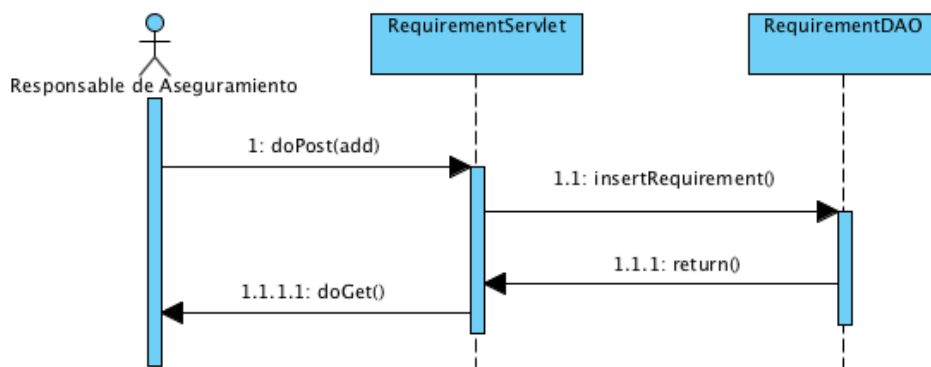 RequirementServlet
RequirementDAO
Responsable de Aseguramiento
1: doPost(add)
1.1: insertRequirement()
1.1.1: return()
1.1.1.1: doGet()